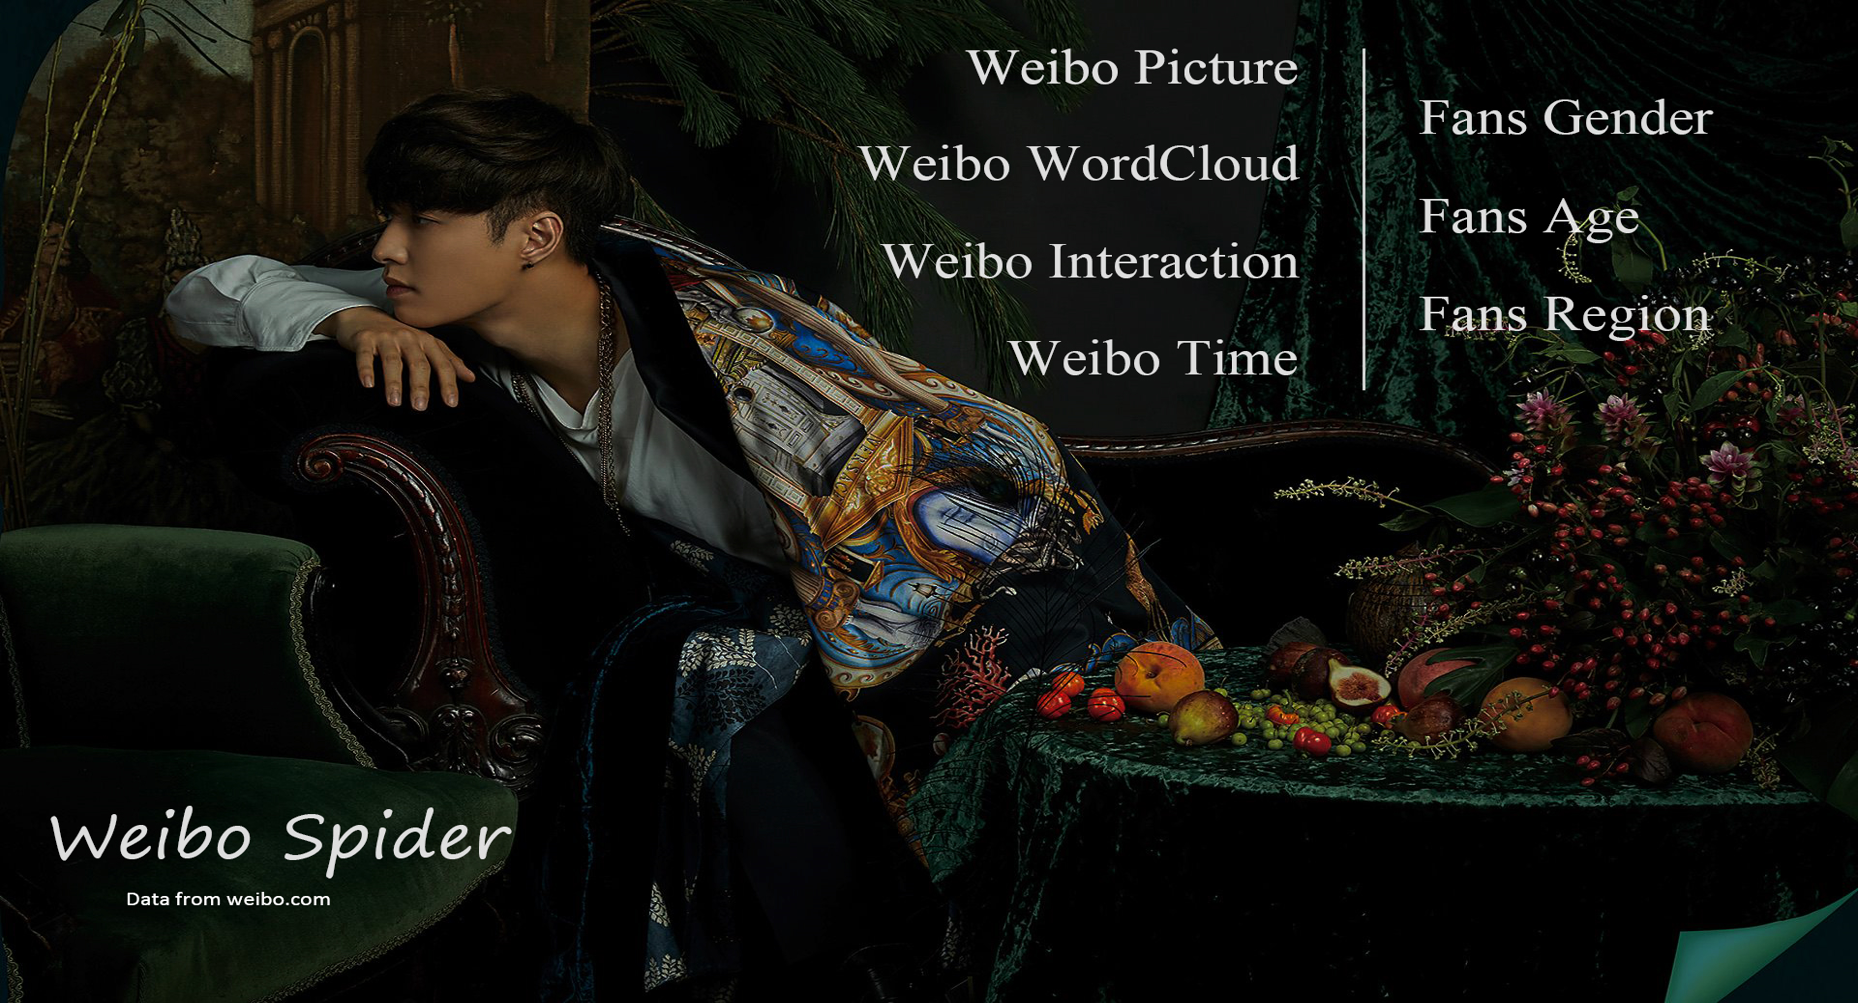 Weibo Picture
Weibo WordCloud
Weibo Interaction
Weibo Time
Fans Gender
Fans Age
Fans Region
VERSACE
Weibo Spider
Data from weibo.com